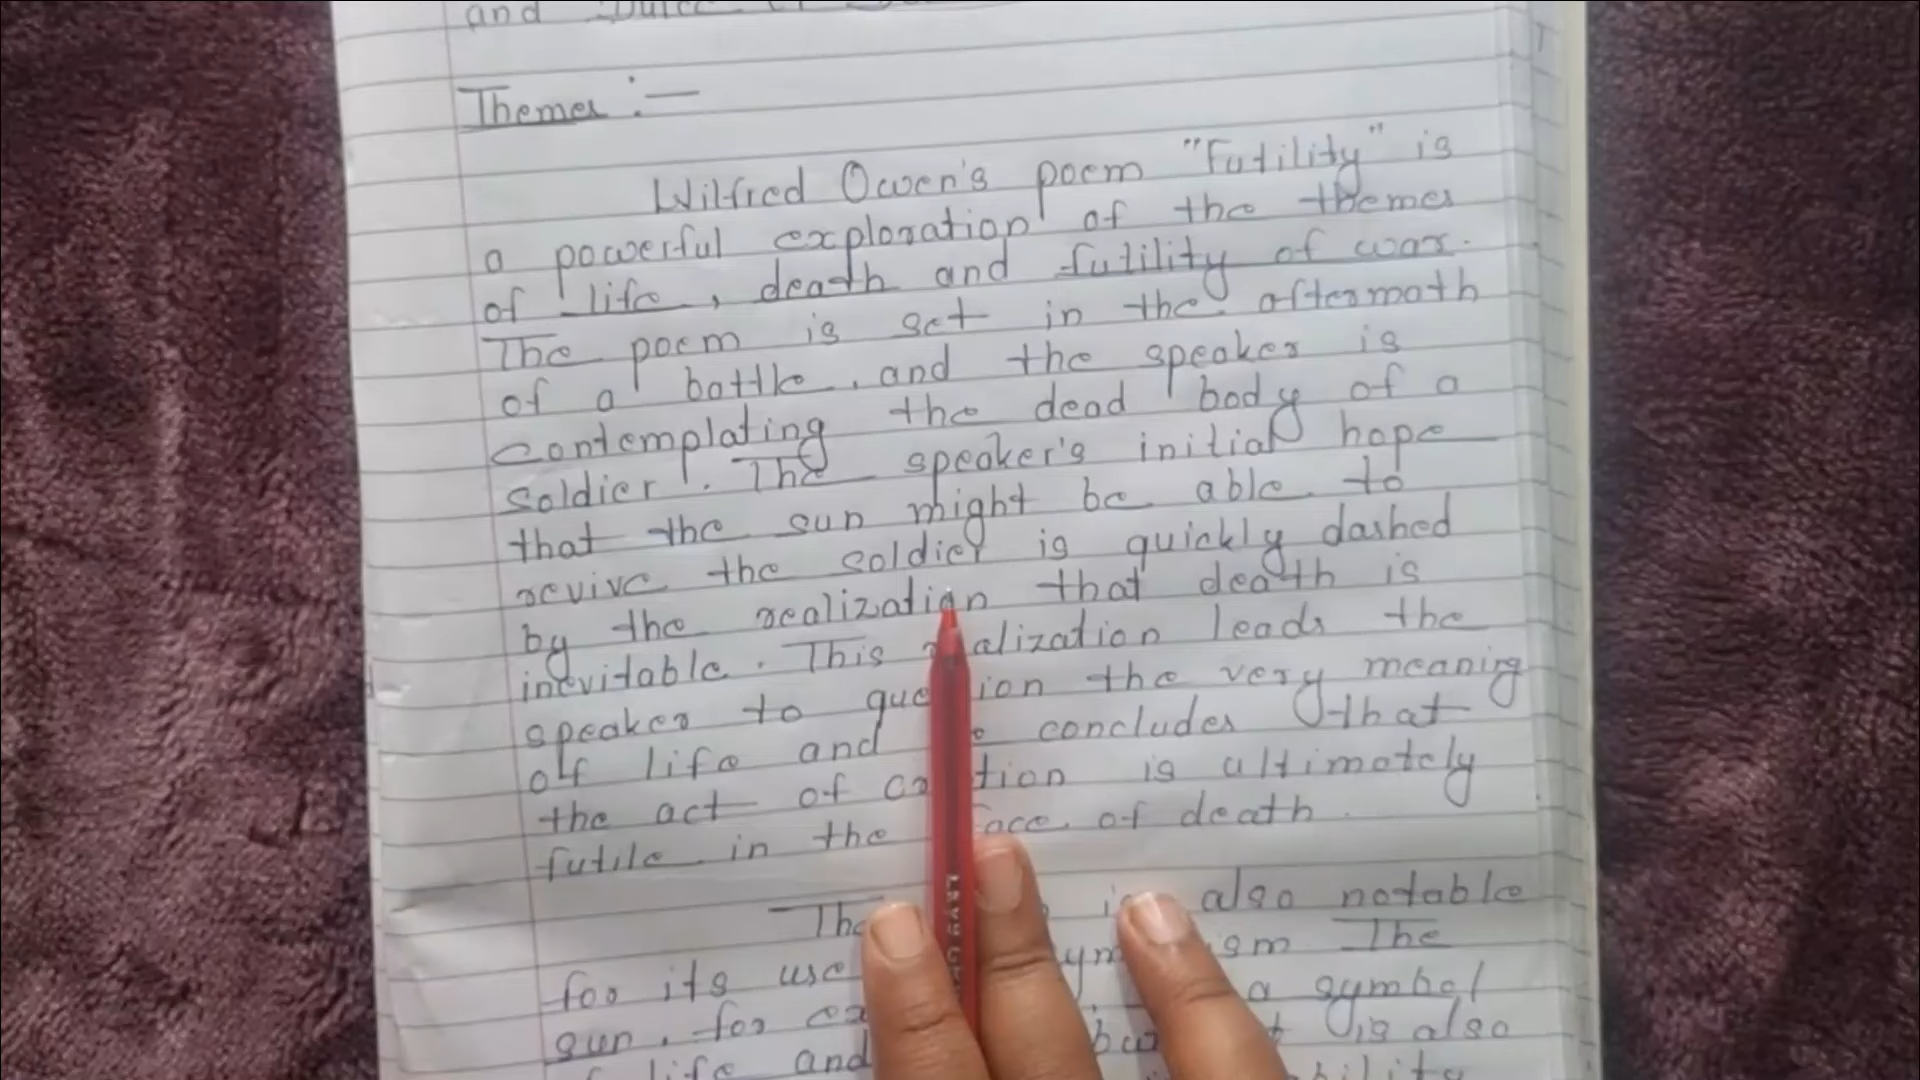 and
Themes :—
Wilfred Owen's poem "Futility" is
a powerful exploration of the themes
of life, death and futility of war.
The poem is set in the aftermath
of a battle, and the speaker is
contemplating the dead body of a
soldier. The speaker's initial hope
that the sun might be able to
revive the soldier is quickly dashed
by the realization that death is
inevitable. This realization leads the
speaker to question the very meaning
of life and concludes that
the act of creation is ultimately
futile in the face of death.
The is also notable
for its use The
sun, for a symbol
life and is also